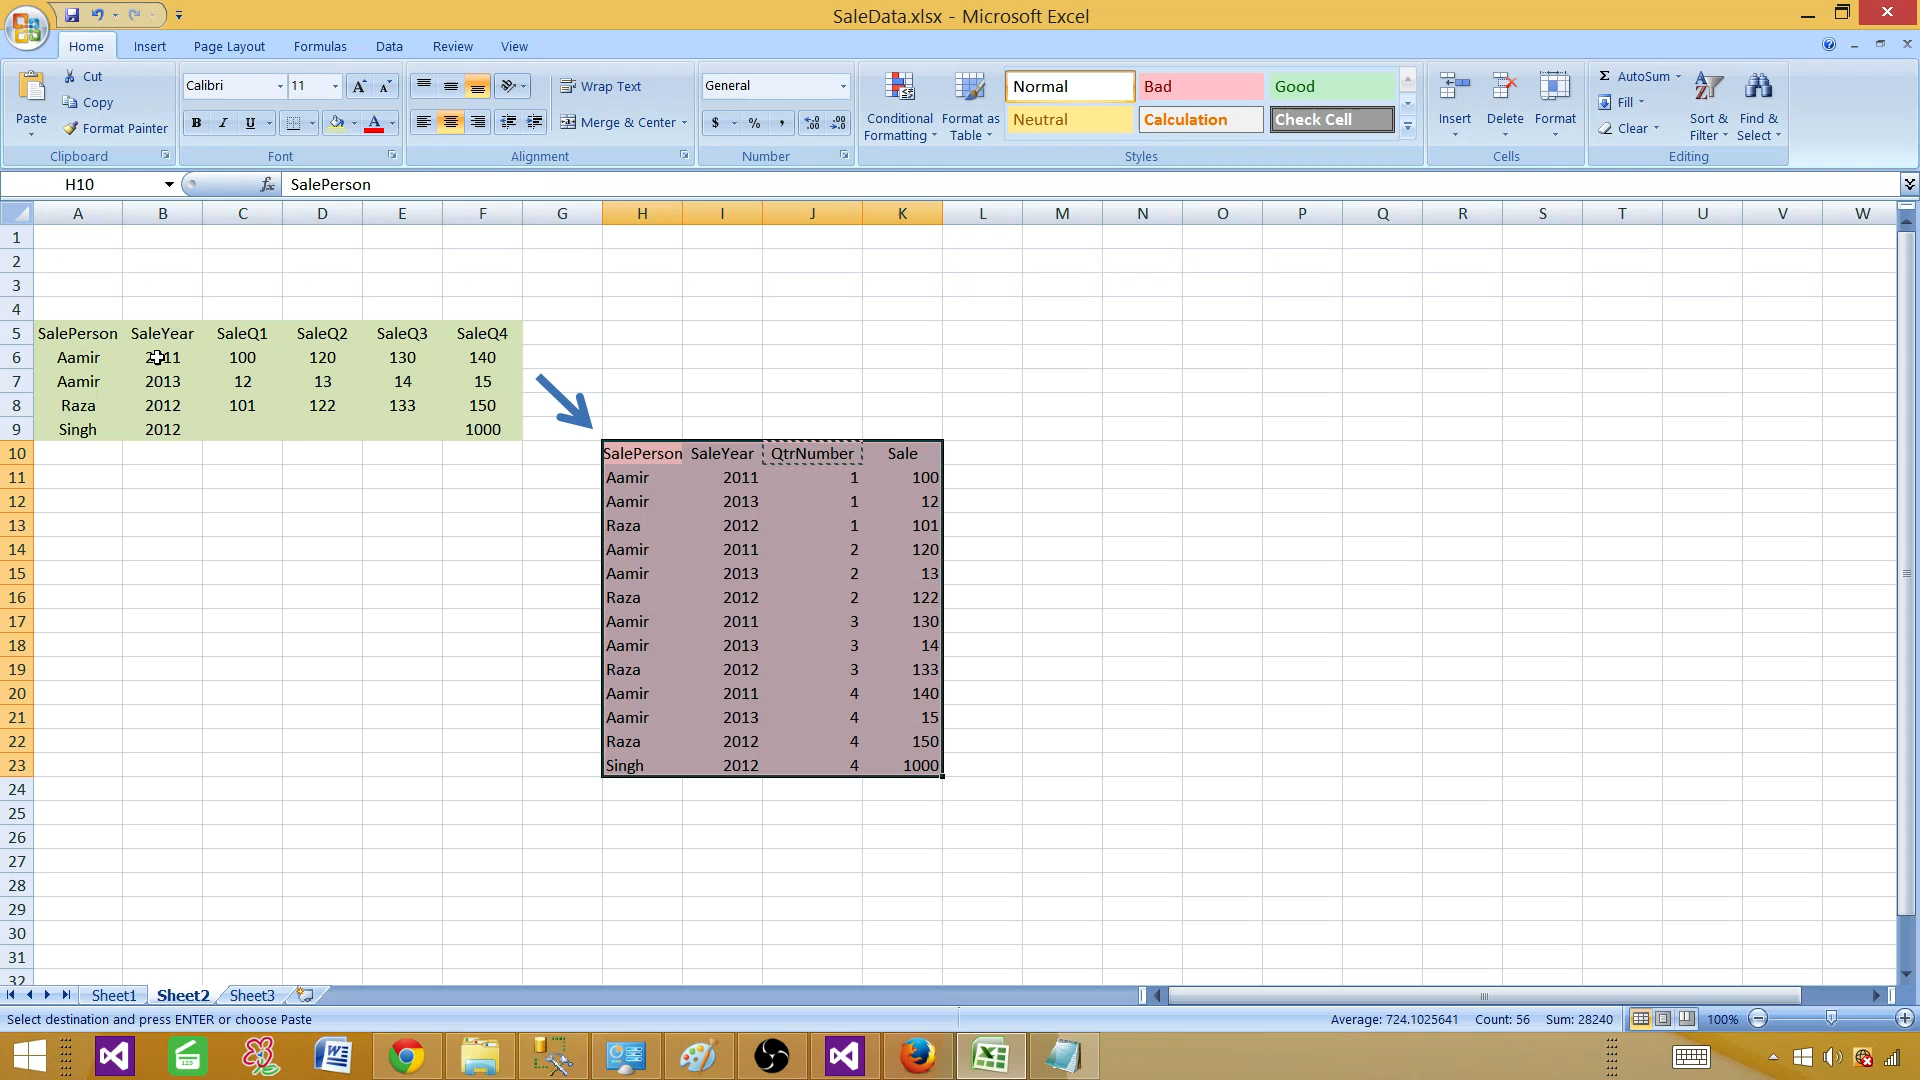 SaleData.xlsx - Microsoft Excel
Home Insert Page Layout Formulas Data Review View
Paste Cut Copy Format Painter
Calibri 11
B I U
Wrap Text
Merge & Center
General
$ % ,
Conditional Formatting Format as Table
Normal Bad Good
Neutral Calculation Check Cell
Insert Delete Format
AutoSum Fill Clear
Sort & Filter Find & Select
Clipboard Font Alignment Number Styles Cells Editing
H10 fx SalePerson
A B C D E F G H I J K L M N O P Q R S T U V W
1
2
3
4
5 SalePerson SaleYear SaleQ1 SaleQ2 SaleQ3 SaleQ4
6 Aamir 2011 100 120 130 140
7 Aamir 2013 12 13 14 15
8 Raza 2012 101 122 133 150
9 Singh 2012 1000
10 SalePerson SaleYear QtrNumber Sale
11 Aamir 2011 1 100
12 Aamir 2013 1 12
13 Raza 2012 1 101
14 Aamir 2011 2 120
15 Aamir 2013 2 13
16 Raza 2012 2 122
17 Aamir 2011 3 130
18 Aamir 2013 3 14
19 Raza 2012 3 133
20 Aamir 2011 4 140
21 Aamir 2013 4 15
22 Raza 2012 4 150
23 Singh 2012 4 1000
24
25
26
27
28
29
30
31
32
Sheet1 Sheet2 Sheet3
Select destination and press ENTER or choose Paste Average: 724.1025641 Count: 56 Sum: 28240 100%